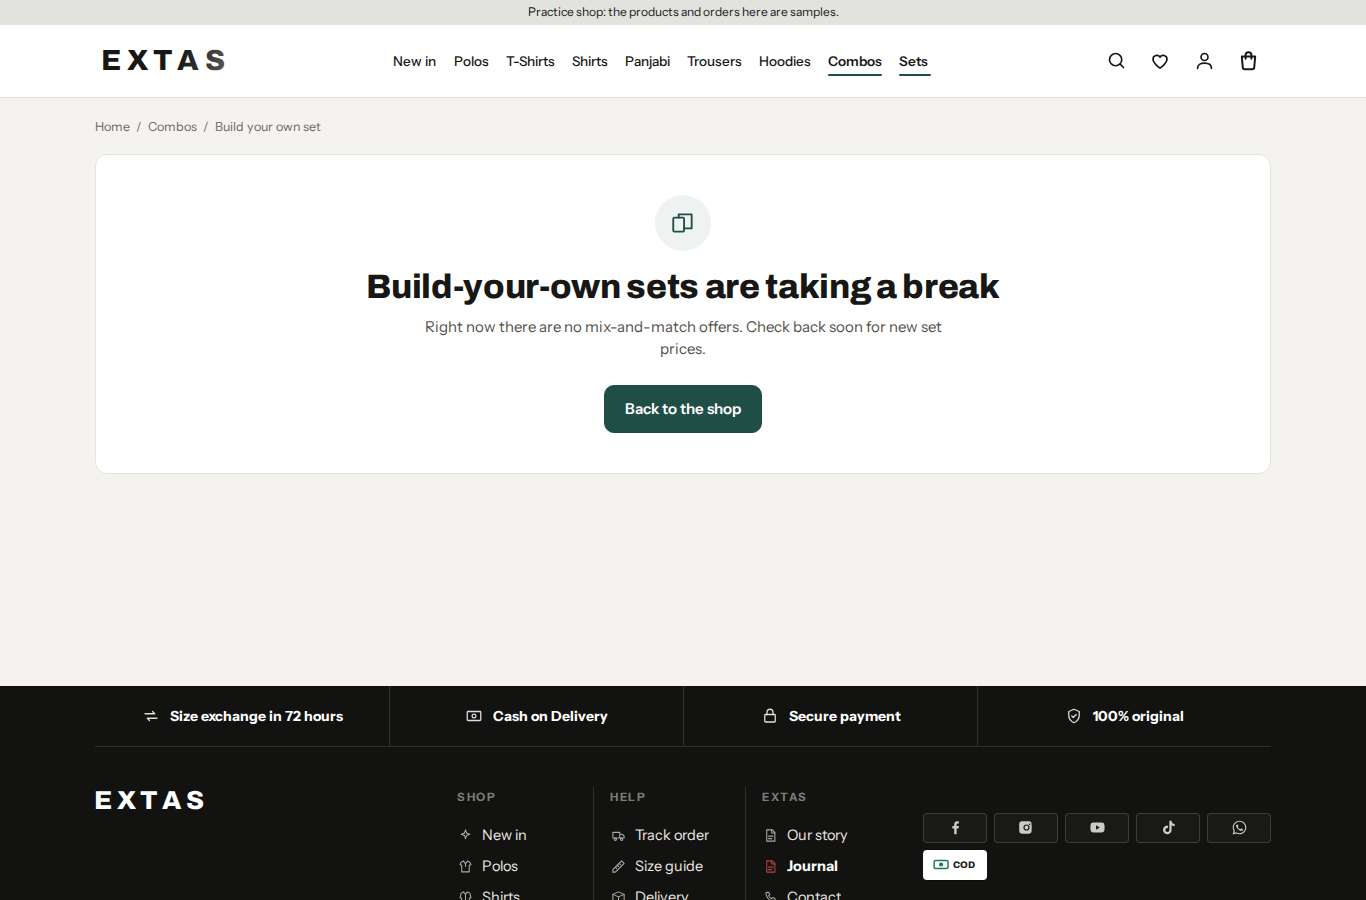 Practice shop: the products and orders here are samples.
EXTAS
New in Polos T-Shirts Shirts Panjabi Trousers Hoodies Combos Sets
Home / Combos / Build your own set
Build-your-own sets are taking a break
Right now there are no mix-and-match offers. Check back soon for new set
prices.
Back to the shop
Size exchange in 72 hours
Cash on Delivery
Secure payment
100% original
EXTAS
SHOP
New in
Polos
Shirts
HELP
Track order
Size guide
Delivery
EXTAS
Our story
Journal
Contact
COD